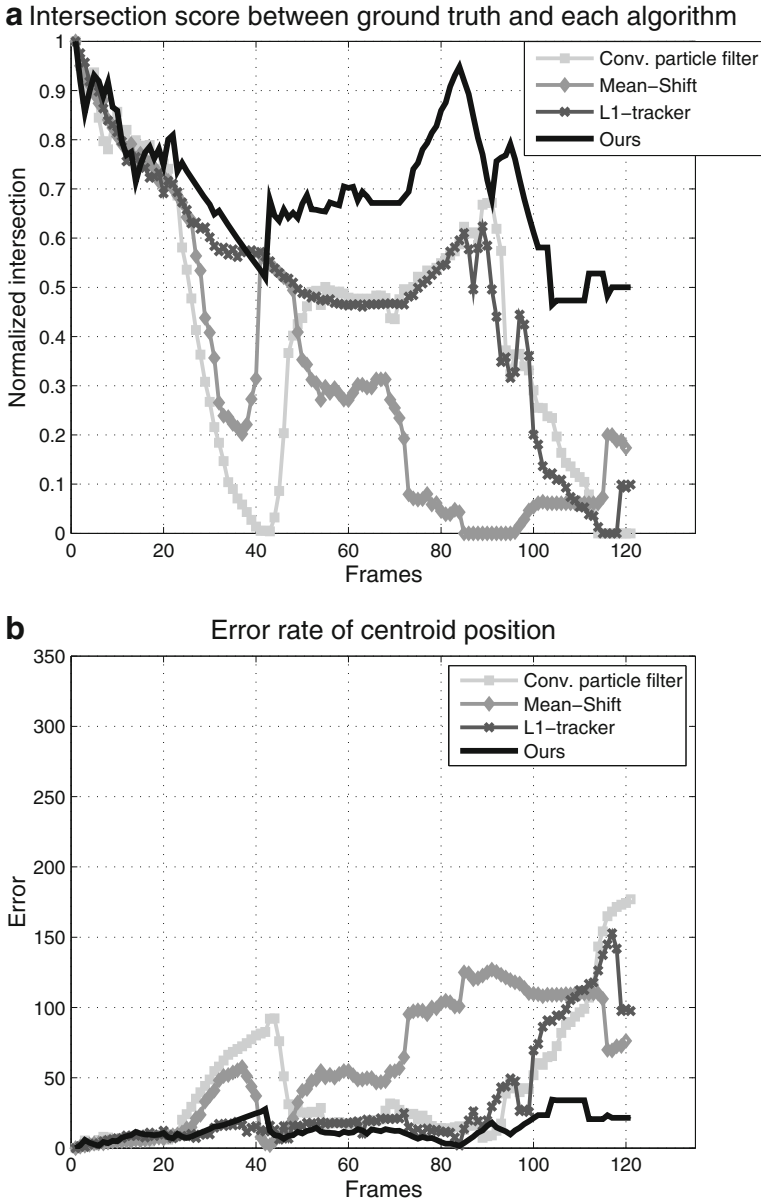 a Intersection score between ground truth and each algorithm
1
0.9
0.8
0.7
0.6
0.5
0.4
0.3
0.2
0.1
0
Normalized intersection
Conv. particle filter
Mean−Shift
L1−tracker
Ours
0 20 40 60 80 100 120
Frames
b Error rate of centroid position
350
300
250
200
150
100
50
0
Error
Conv. particle filter
Mean−Shift
L1−tracker
Ours
0 20 40 60 80 100 120
Frames